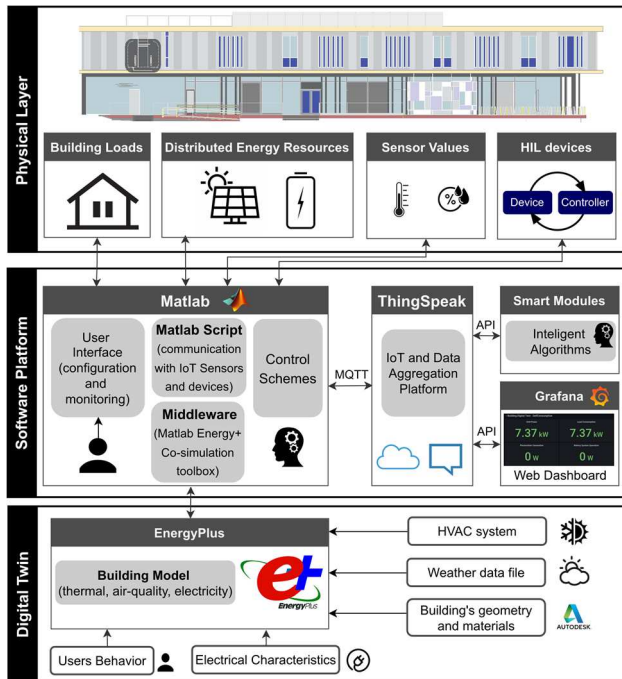 Physical Layer
Building Loads
Distributed Energy Resources
Sensor Values
HIL devices
%
Device
Controller
Software Platform
Matlab
User
Interface
(configuration
and
monitoring)
Matlab Script
(communication
with IoT Sensors
and devices)
Middleware
(Matlab Energy+
Co-simulation
toolbox)
Control
Schemes
MQTT
ThingSpeak
IoT and Data
Aggregation
Platform
API
API
Smart Modules
Inteligent
Algorithms
Grafana
7.37 kW
7.37 kW
0 W
0 W
Web Dashboard
Digital Twin
EnergyPlus
Building Model
(thermal, air-quality, electricity)
e+
EnergyPlus
HVAC system
Weather data file
Building's geometry
and materials
AUTODESK
Users Behavior
Electrical Characteristics